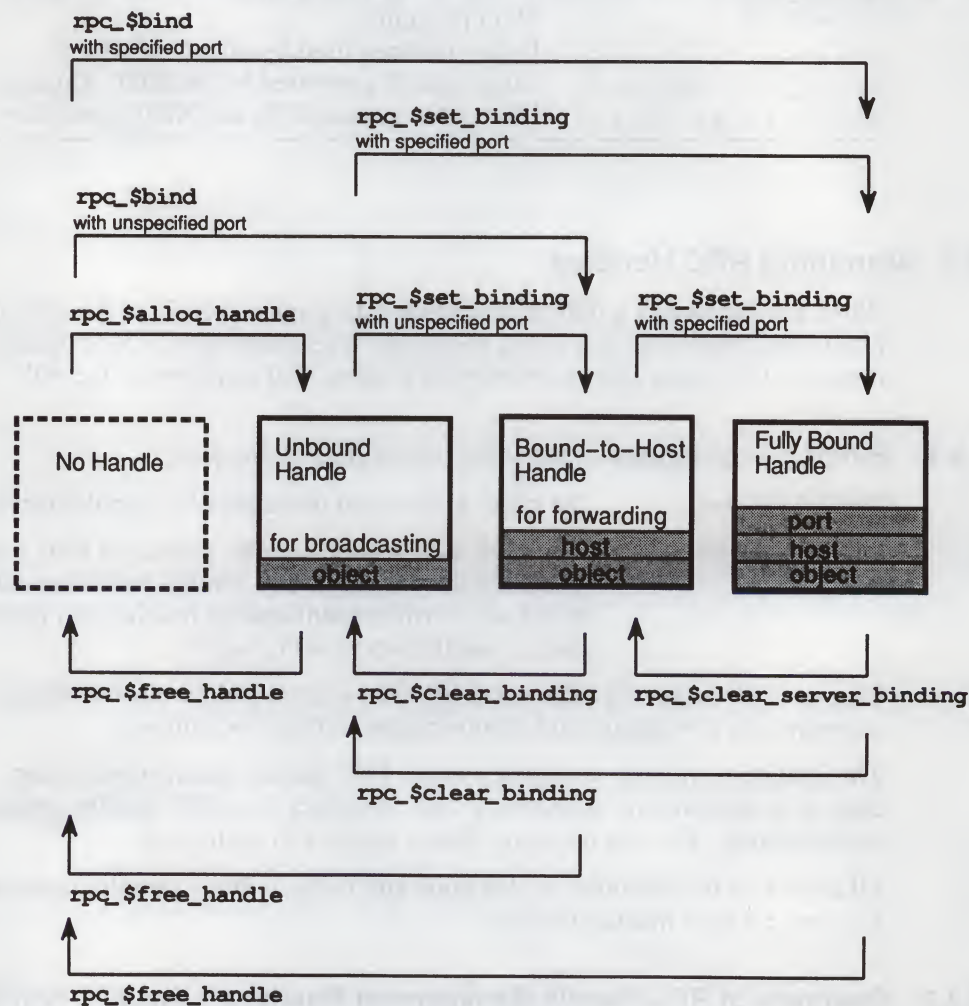 rpc_$bind
with specified port
rpc_$set_binding
with specified port
rpc_$bind
with unspecified port
rpc_$alloc_handle
rpc_$set_binding
with unspecified port
rpc_$set_binding
with specified port
No Handle
Unbound
Handle
for broadcasting
object
Bound-to-Host
Handle
for forwarding
host
object
Fully Bound
Handle
port
host
object
rpc_$free_handle
rpc_$clear_binding
rpc_$clear_server_binding
rpc_$clear_binding
rpc_$free_handle
rpc_$free_handle